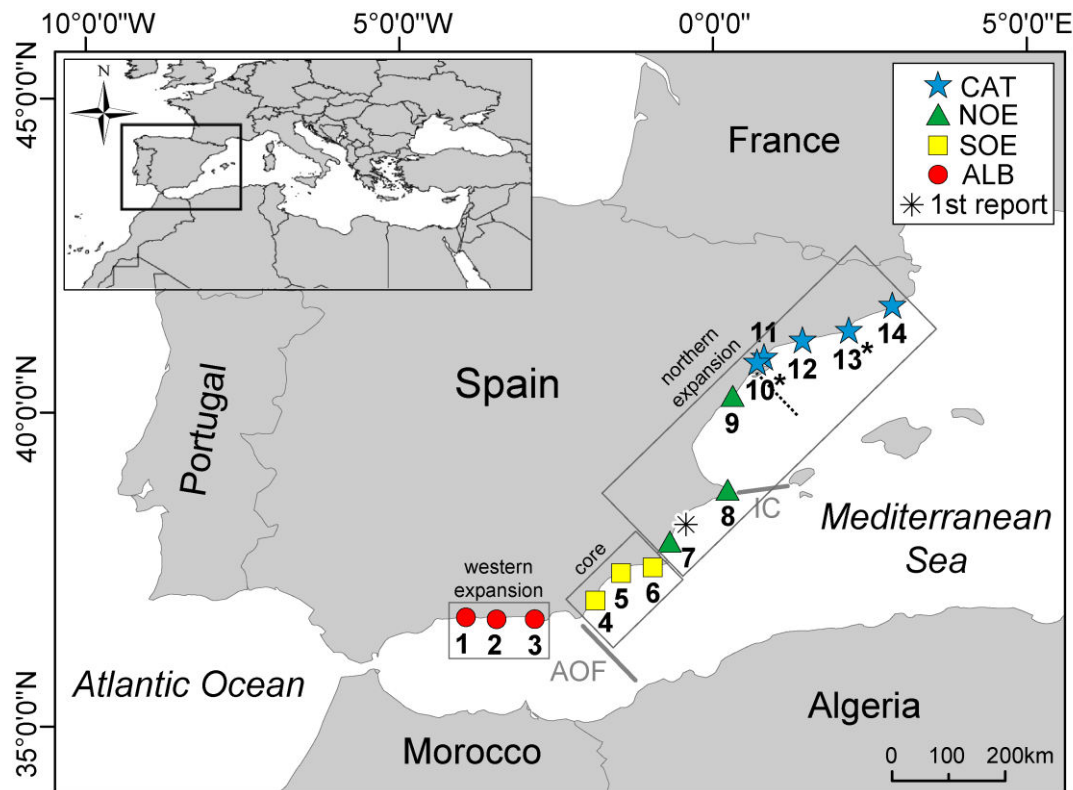 10°0'0"W
5°0'0"W
0°0'0"
5°0'0"E
45°0'0"N
40°0'0"N
35°0'0"N
N
CAT
NOE
SOE
ALB
1st report
France
Portugal
Spain
northern
expansion
14
13*
12
11
10*
9
8
IC
7
Mediterranean
Sea
core
6
5
4
western
expansion
1
2
3
AOF
Atlantic Ocean
Algeria
Morocco
0
100
200km